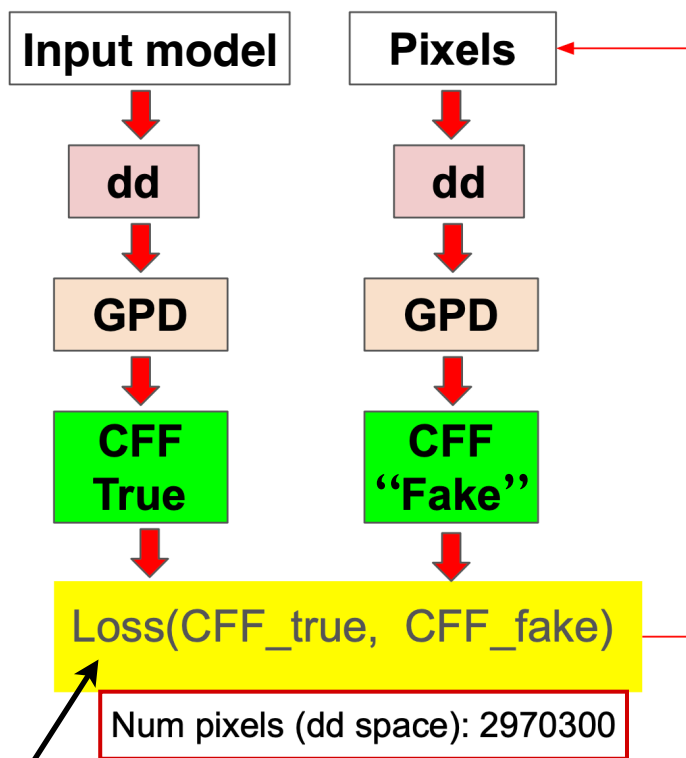 Input model
Pixels
dd
dd
GPD
GPD
CFF
True
CFF
“Fake”
Loss(CFF_true, CFF_fake)
Num pixels (dd space): 2970300